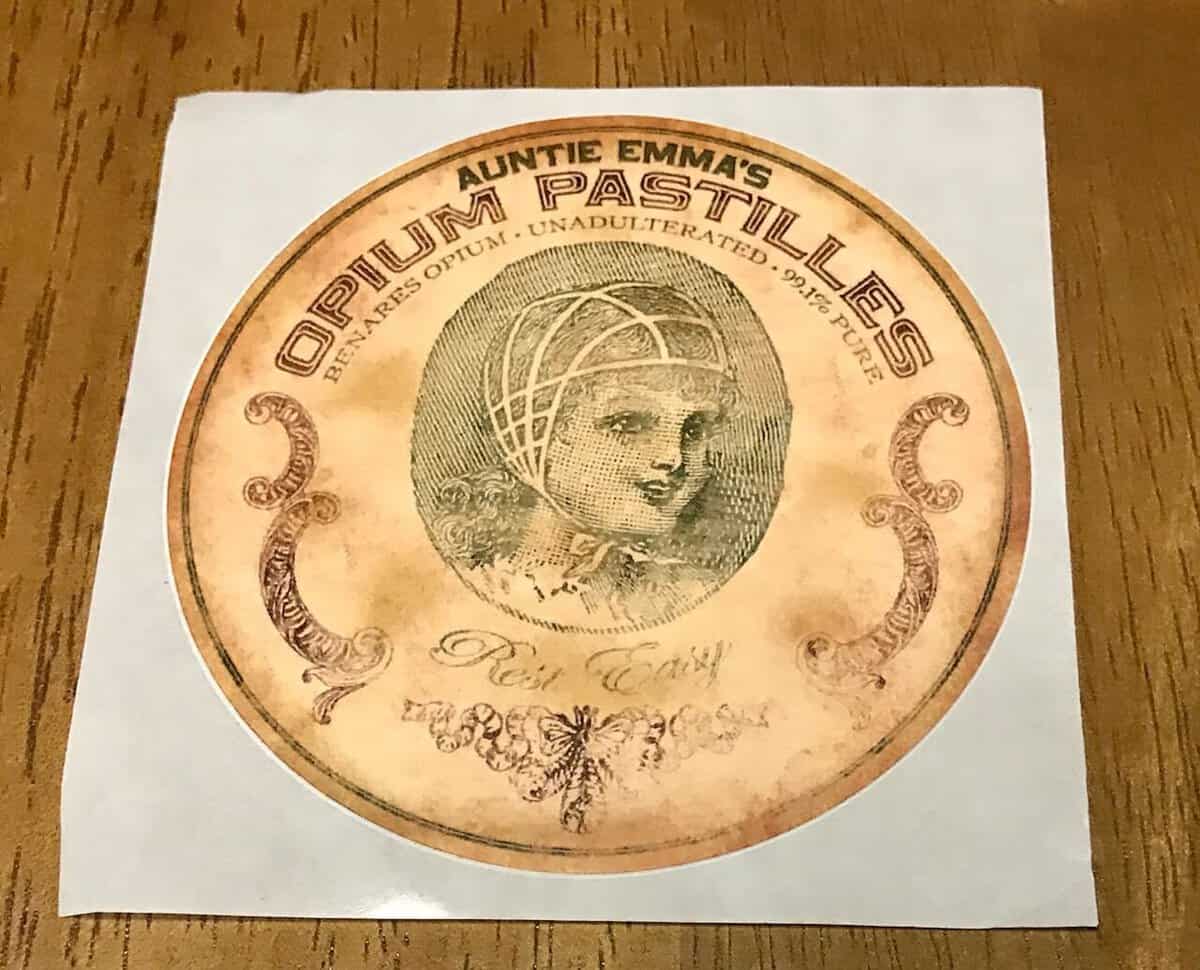 AUNTIE EMMA'S
OPIUM PASTILLES
BENARES OPIUM · UNADULTERATED · 99.1% PURE
Rest Easy